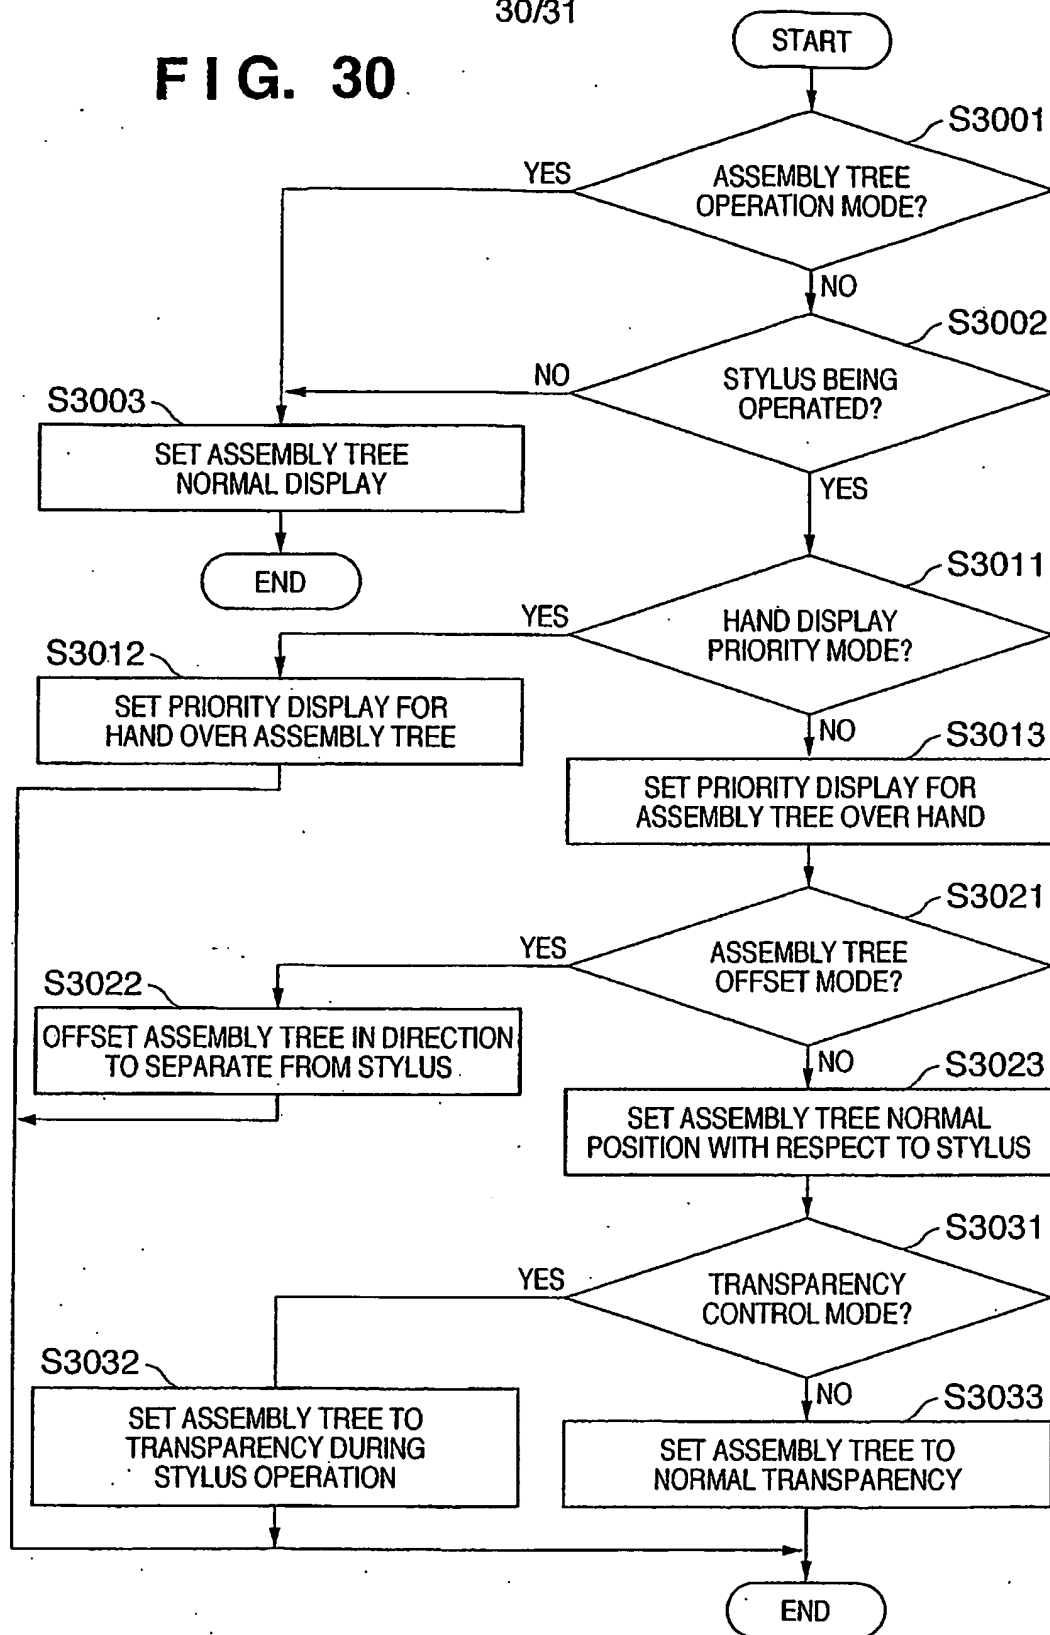 30/31
FIG. 30
START
S3001
ASSEMBLY TREE
OPERATION MODE?
YES
NO
S3002
STYLUS BEING
OPERATED?
NO
YES
S3003
SET ASSEMBLY TREE
NORMAL DISPLAY
END
S3011
HAND DISPLAY
PRIORITY MODE?
YES
NO
S3012
SET PRIORITY DISPLAY FOR
HAND OVER ASSEMBLY TREE
S3013
SET PRIORITY DISPLAY FOR
ASSEMBLY TREE OVER HAND
S3021
ASSEMBLY TREE
OFFSET MODE?
YES
NO
S3022
OFFSET ASSEMBLY TREE IN DIRECTION
TO SEPARATE FROM STYLUS
S3023
SET ASSEMBLY TREE NORMAL
POSITION WITH RESPECT TO STYLUS
S3031
TRANSPARENCY
CONTROL MODE?
YES
NO
S3032
SET ASSEMBLY TREE TO
TRANSPARENCY DURING
STYLUS OPERATION
S3033
SET ASSEMBLY TREE TO
NORMAL TRANSPARENCY
END